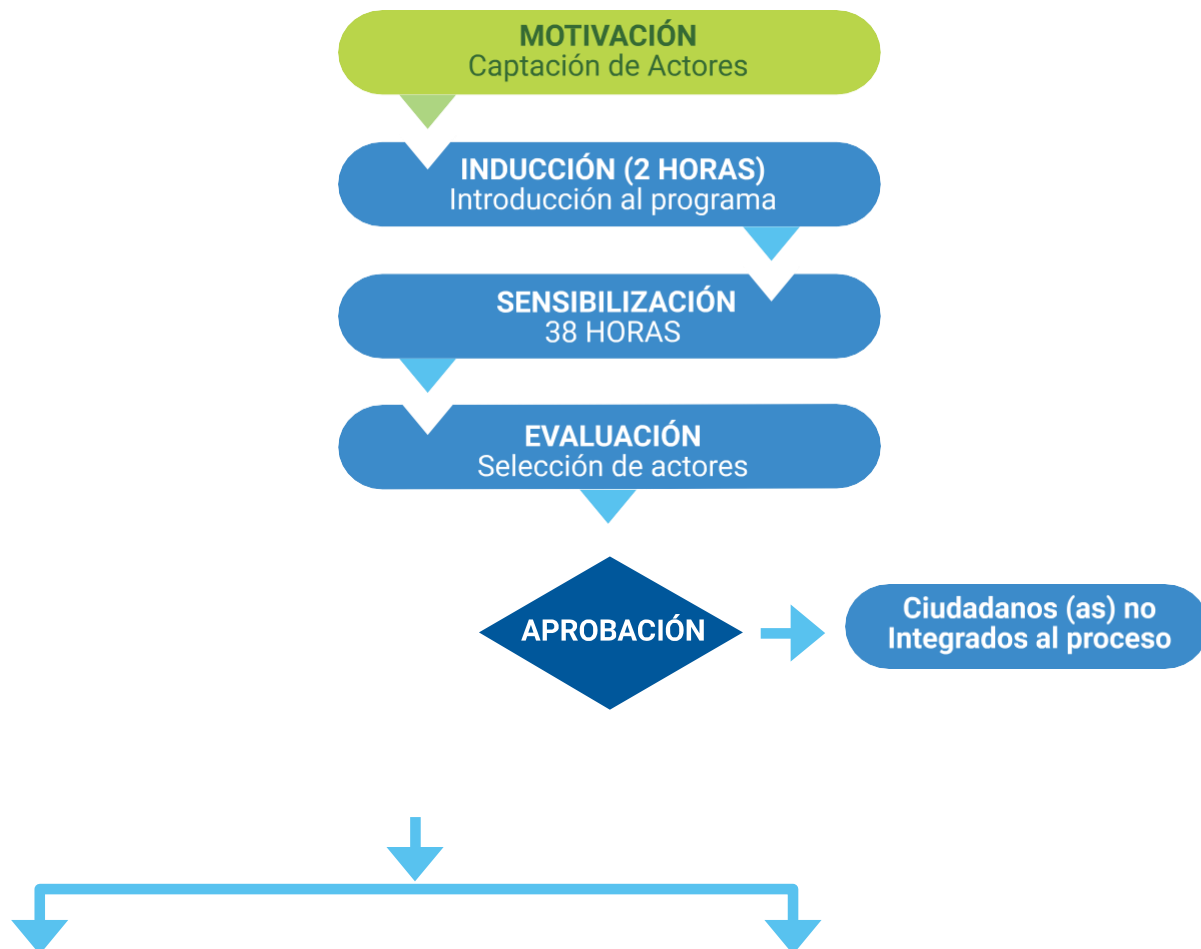 MOTIVACIÓN
Captación de Actores
INDUCCIÓN (2 HORAS)
Introducción al programa
SENSIBILIZACIÓN
38 HORAS
EVALUACIÓN
Selección de actores
APROBACIÓN
Ciudadanos (as) no
Integrados al proceso